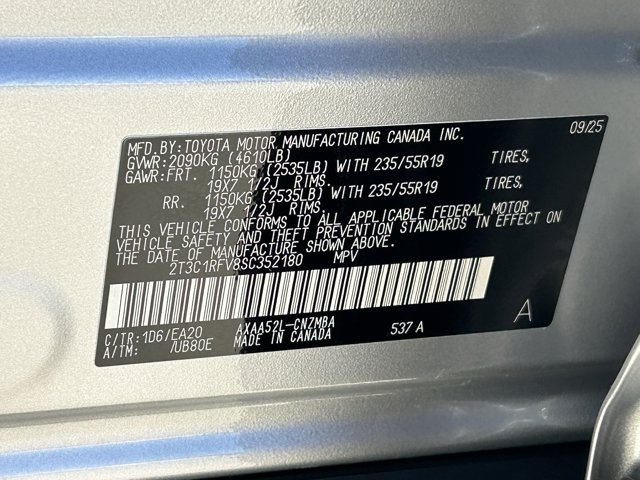 MFD.BY:TOYOTA MOTOR MANUFACTURING CANADA INC. 09/25
GVWR:2090KG (4610LB)
GAWR:FRT. 1150KG (2535LB) WITH 235/55R19 TIRES,
19X7 1/2J RIMS.
RR. 1150KG (2535LB) WITH 235/55R19 TIRES,
19X7 1/2J RIMS.
THIS VEHICLE CONFORMS TO ALL APPLICABLE FEDERAL MOTOR
VEHICLE SAFETY AND THEFT PREVENTION STANDARDS IN EFFECT ON
THE DATE OF MANUFACTURE SHOWN ABOVE.
2T3C1RFV8SC352180 MPV
C/TR:1D6/EA20 AXAA52L-CNZMBA 537 A
A/TM: /UB80E MADE IN CANADA
A